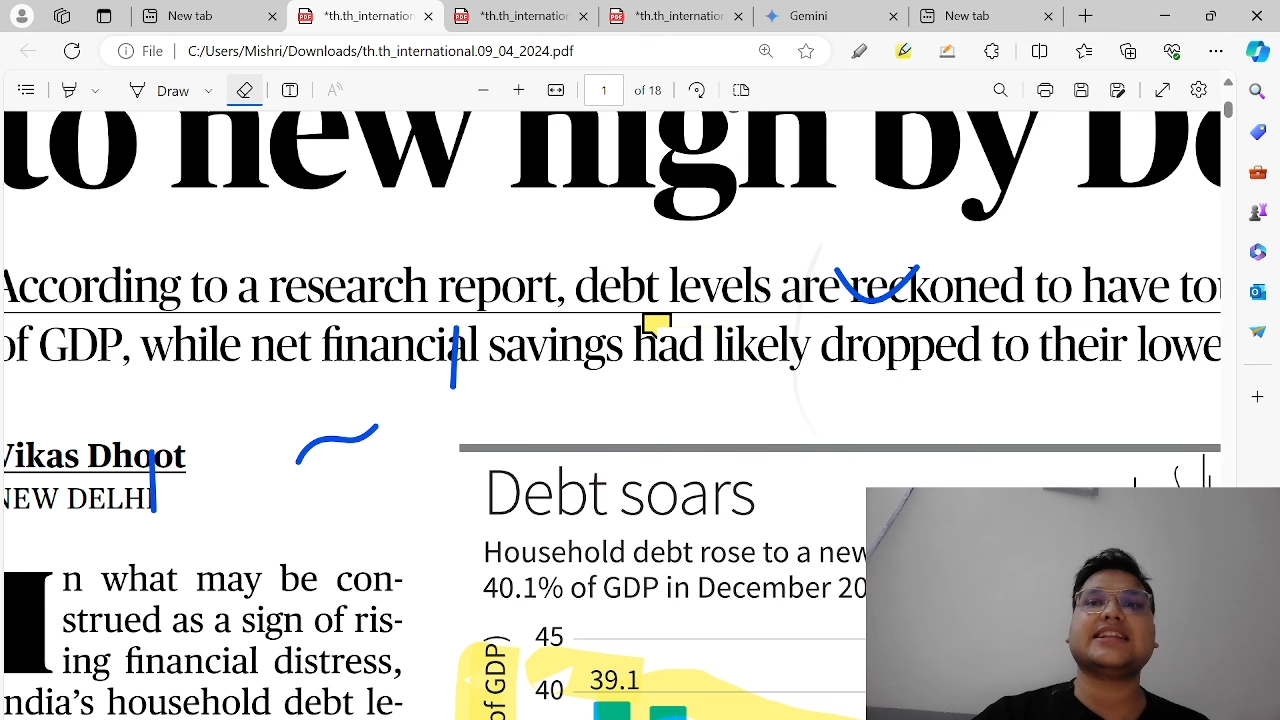 New tab
*th.th_internation
*th.th_internation
*th.th_internation
Gemini
New tab
File
C:/Users/Mishri/Downloads/th.th_international.09_04_2024.pdf
Draw
1
of 18
to new high by De
According to a research report, debt levels are reckoned to have tou
of GDP, while net financial savings had likely dropped to their lowe
Vikas Dhoot
NEW DELHI
In what may be con-
strued as a sign of ris-
ing financial distress,
India's household debt le-
Debt soars
Household debt rose to a new
40.1% of GDP in December 20
of GDP)
45
40
39.1